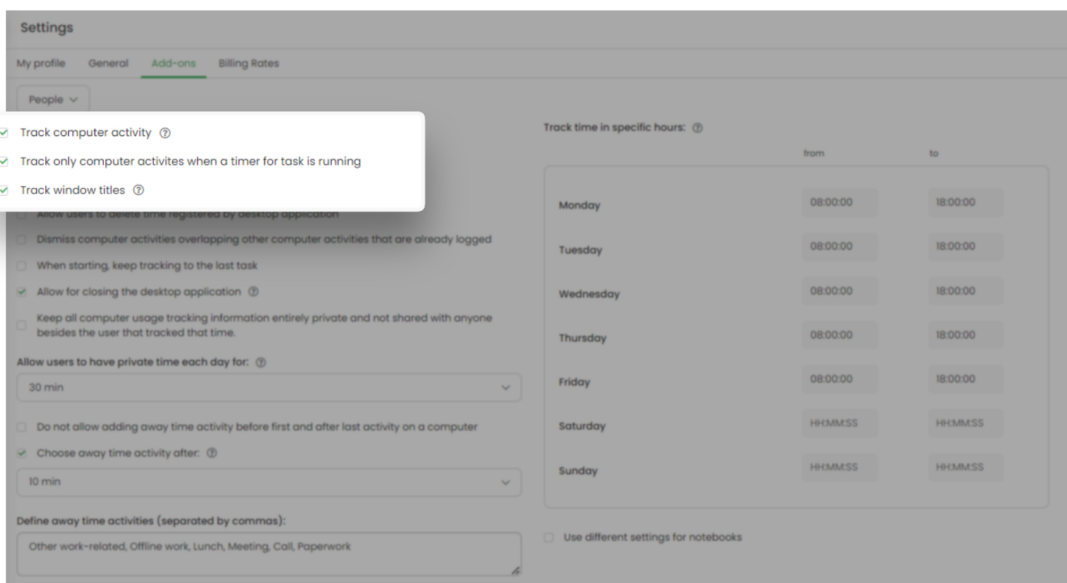 Settings
My profile General Add-ons Billing Rates
People
Track computer activity
Track only computer activites when a timer for task is running
Track window titles
Allow users to delete time registered by desktop application
Dismiss computer activities overlapping other computer activities that are already logged
When starting, keep tracking to the last task
Allow for closing the desktop application
Keep all computer usage tracking information entirely private and not shared with anyone
besides the user that tracked that time.
Allow users to have private time each day for:
30 min
Do not allow adding away time activity before first and after last activity on a computer
Choose away time activity after:
10 min
Define away time activities (separated by commas):
Other work-related, Offline work, Lunch, Meeting, Call, Paperwork
Track time in specific hours:
from to
Monday 08:00:00 18:00:00
Tuesday 08:00:00 18:00:00
Wednesday 08:00:00 18:00:00
Thursday 08:00:00 18:00:00
Friday 08:00:00 18:00:00
Saturday HH:MM:SS HH:MM:SS
Sunday HH:MM:SS HH:MM:SS
Use different settings for notebooks